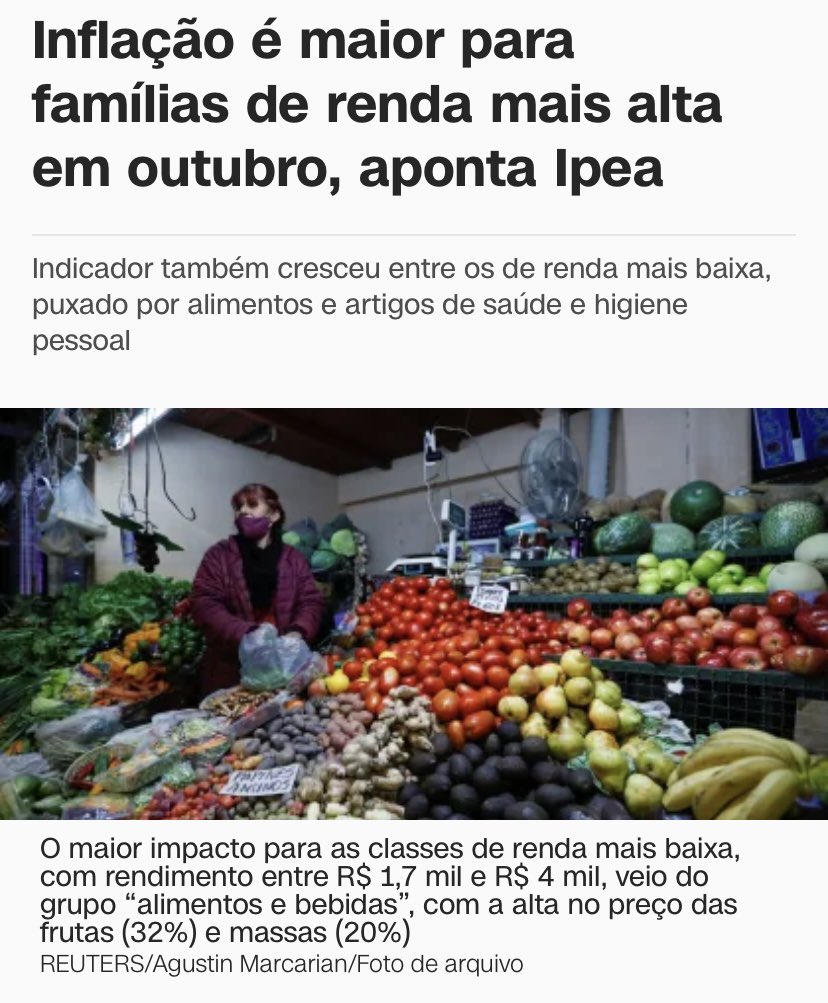 Inflação é maior para
famílias de renda mais alta
em outubro, aponta Ipea
Indicador também cresceu entre os de renda mais baixa,
puxado por alimentos e artigos de saúde e higiene
pessoal
O maior impacto para as classes de renda mais baixa,
com rendimento entre R$ 1,7 mil e R$ 4 mil, veio do
grupo “alimentos e bebidas”, com a alta no preço das
frutas (32%) e massas (20%)
REUTERS/Agustin Marcarian/Foto de arquivo